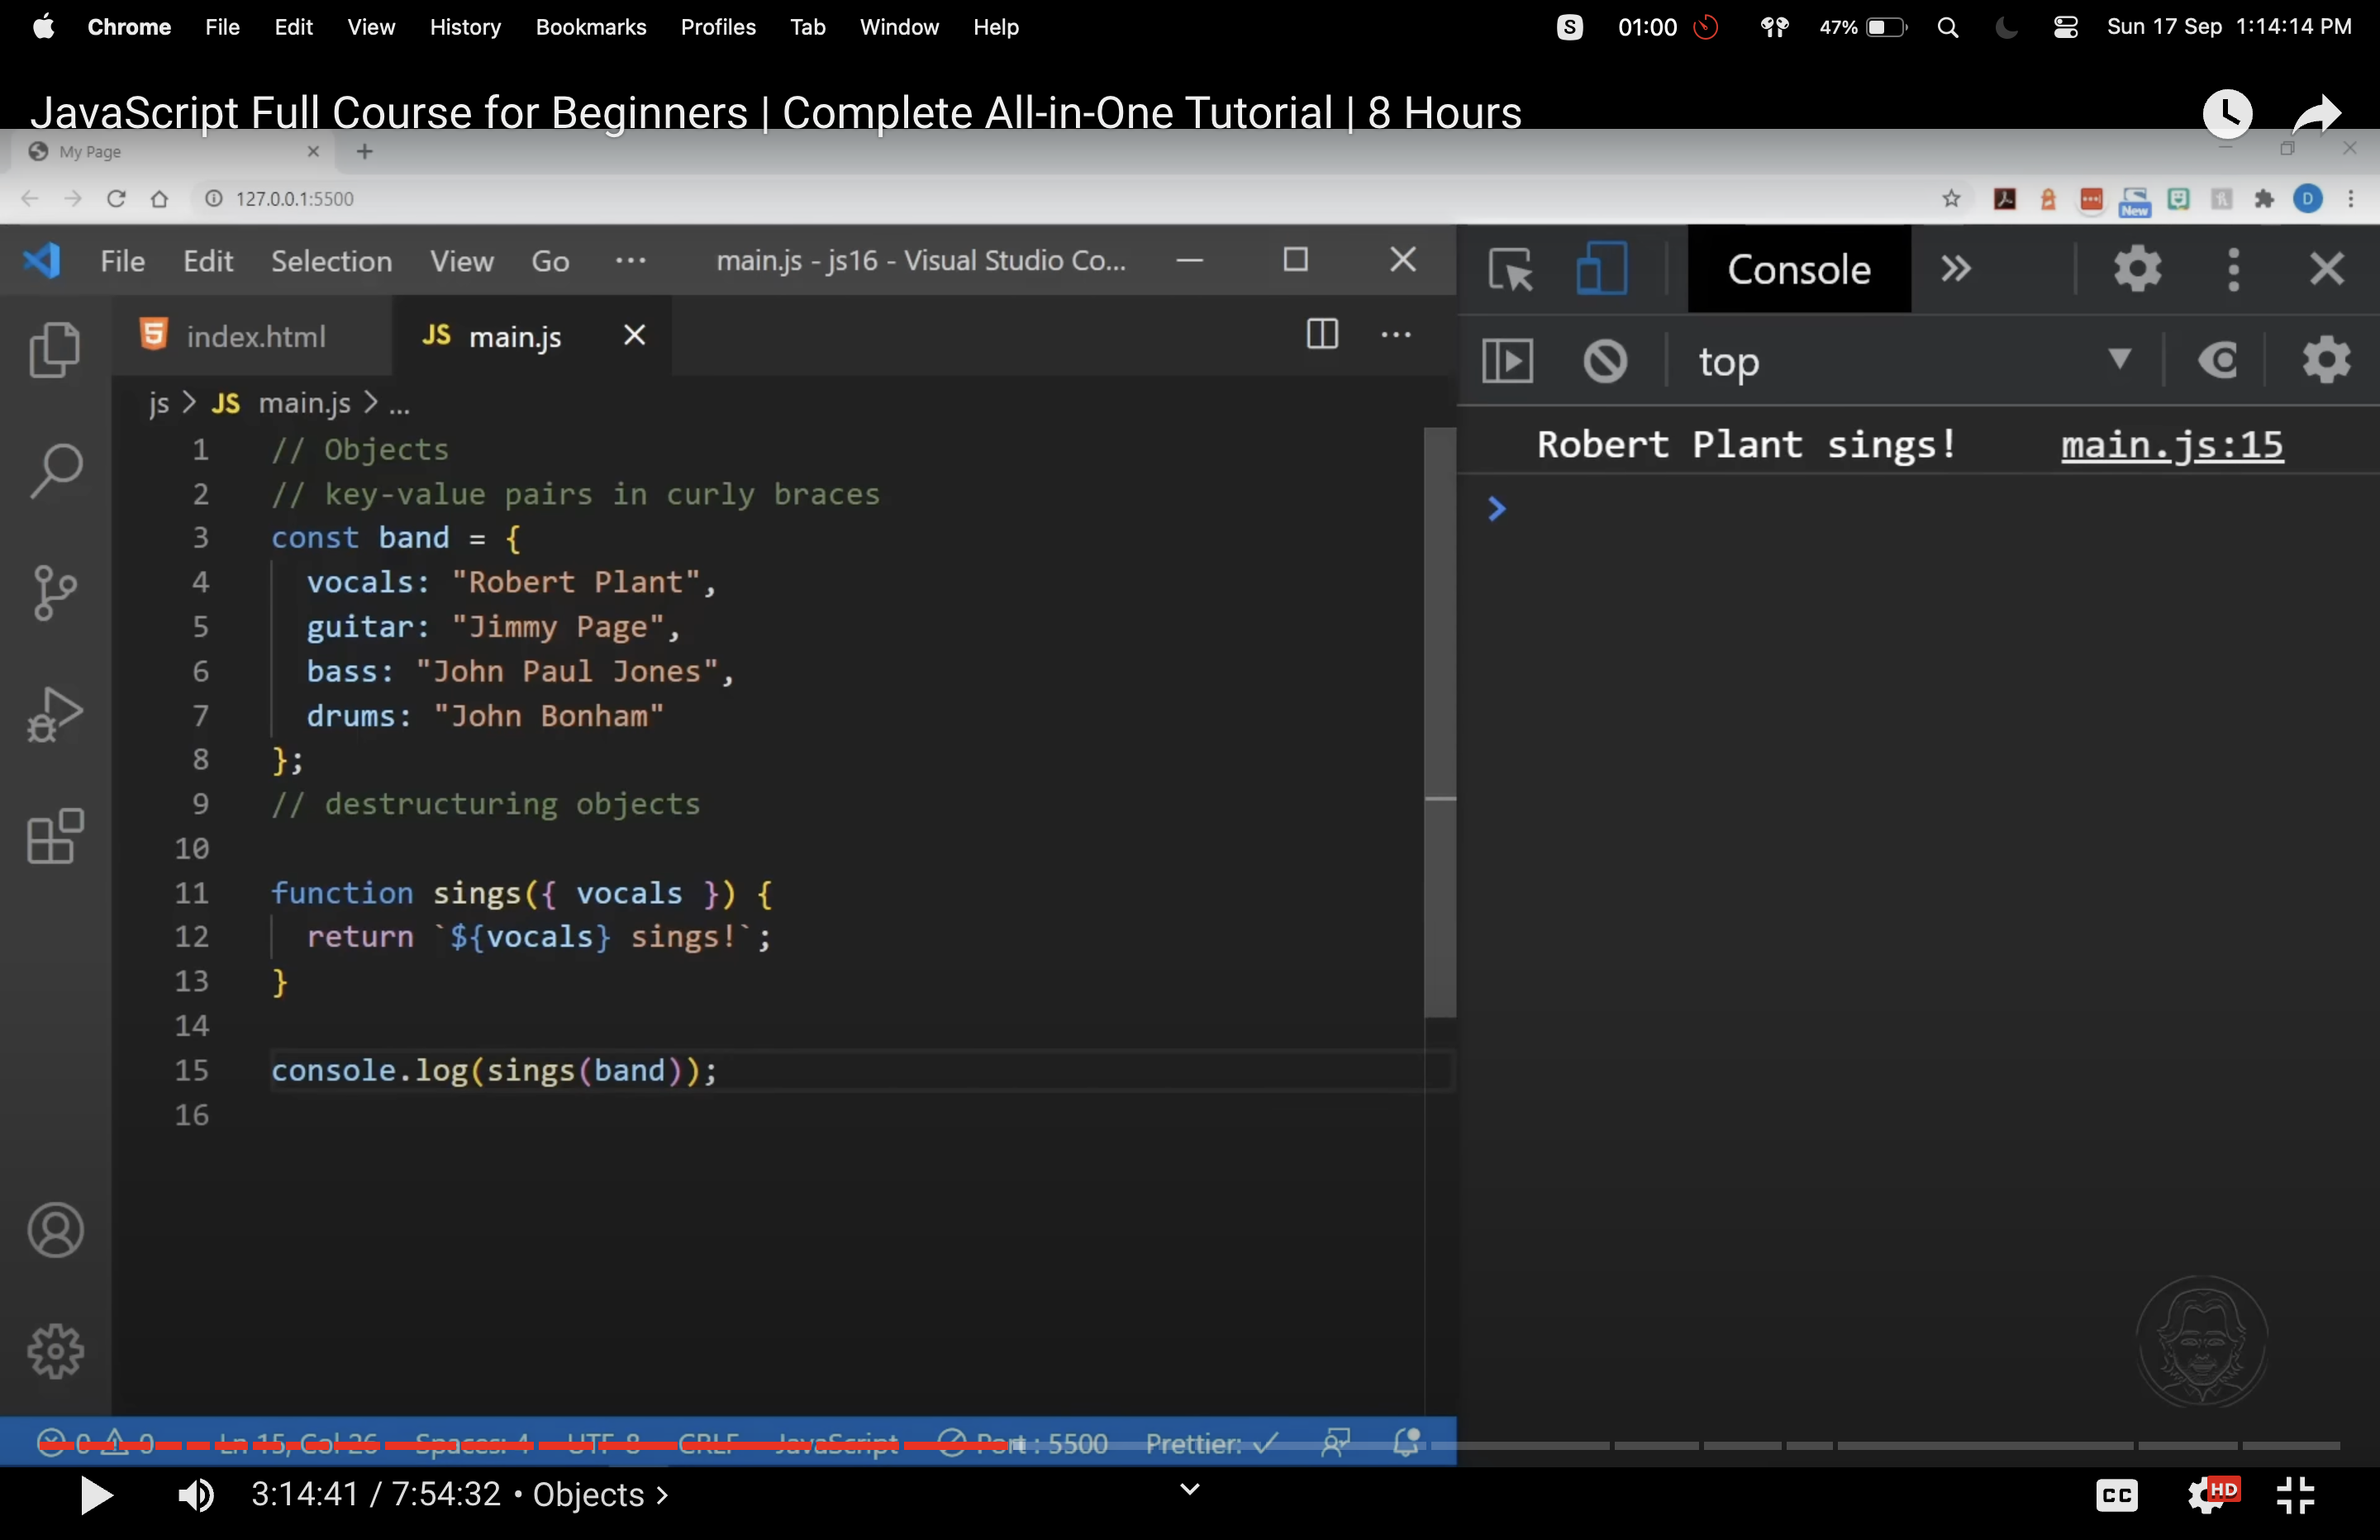 Chrome File Edit View History Bookmarks Profiles Tab Window Help S 01:00 47% Sun 17 Sep 1:14:14 PM
JavaScript Full Course for Beginners | Complete All-in-One Tutorial | 8 Hours
My Page
127.0.0.1:5500 New D
File Edit Selection View Go ··· main.js - js16 - Visual Studio Co...
Console
index.html JS main.js
top
js > JS main.js > ...
Robert Plant sings! main.js:15
1 // Objects
2 // key-value pairs in curly braces
3 const band = {
4 vocals: "Robert Plant",
5 guitar: "Jimmy Page",
6 bass: "John Paul Jones",
7 drums: "John Bonham"
8 };
9 // destructuring objects
10
11 function sings({ vocals }) {
12 return `${vocals} sings!`;
13 }
14
15 console.log(sings(band));
16
0 0 Ln 15, Col 26 Spaces: 4 UTF-8 CRLF JavaScript Port : 5500 Prettier: ✓
3:14:41 / 7:54:32 • Objects >
CC HD